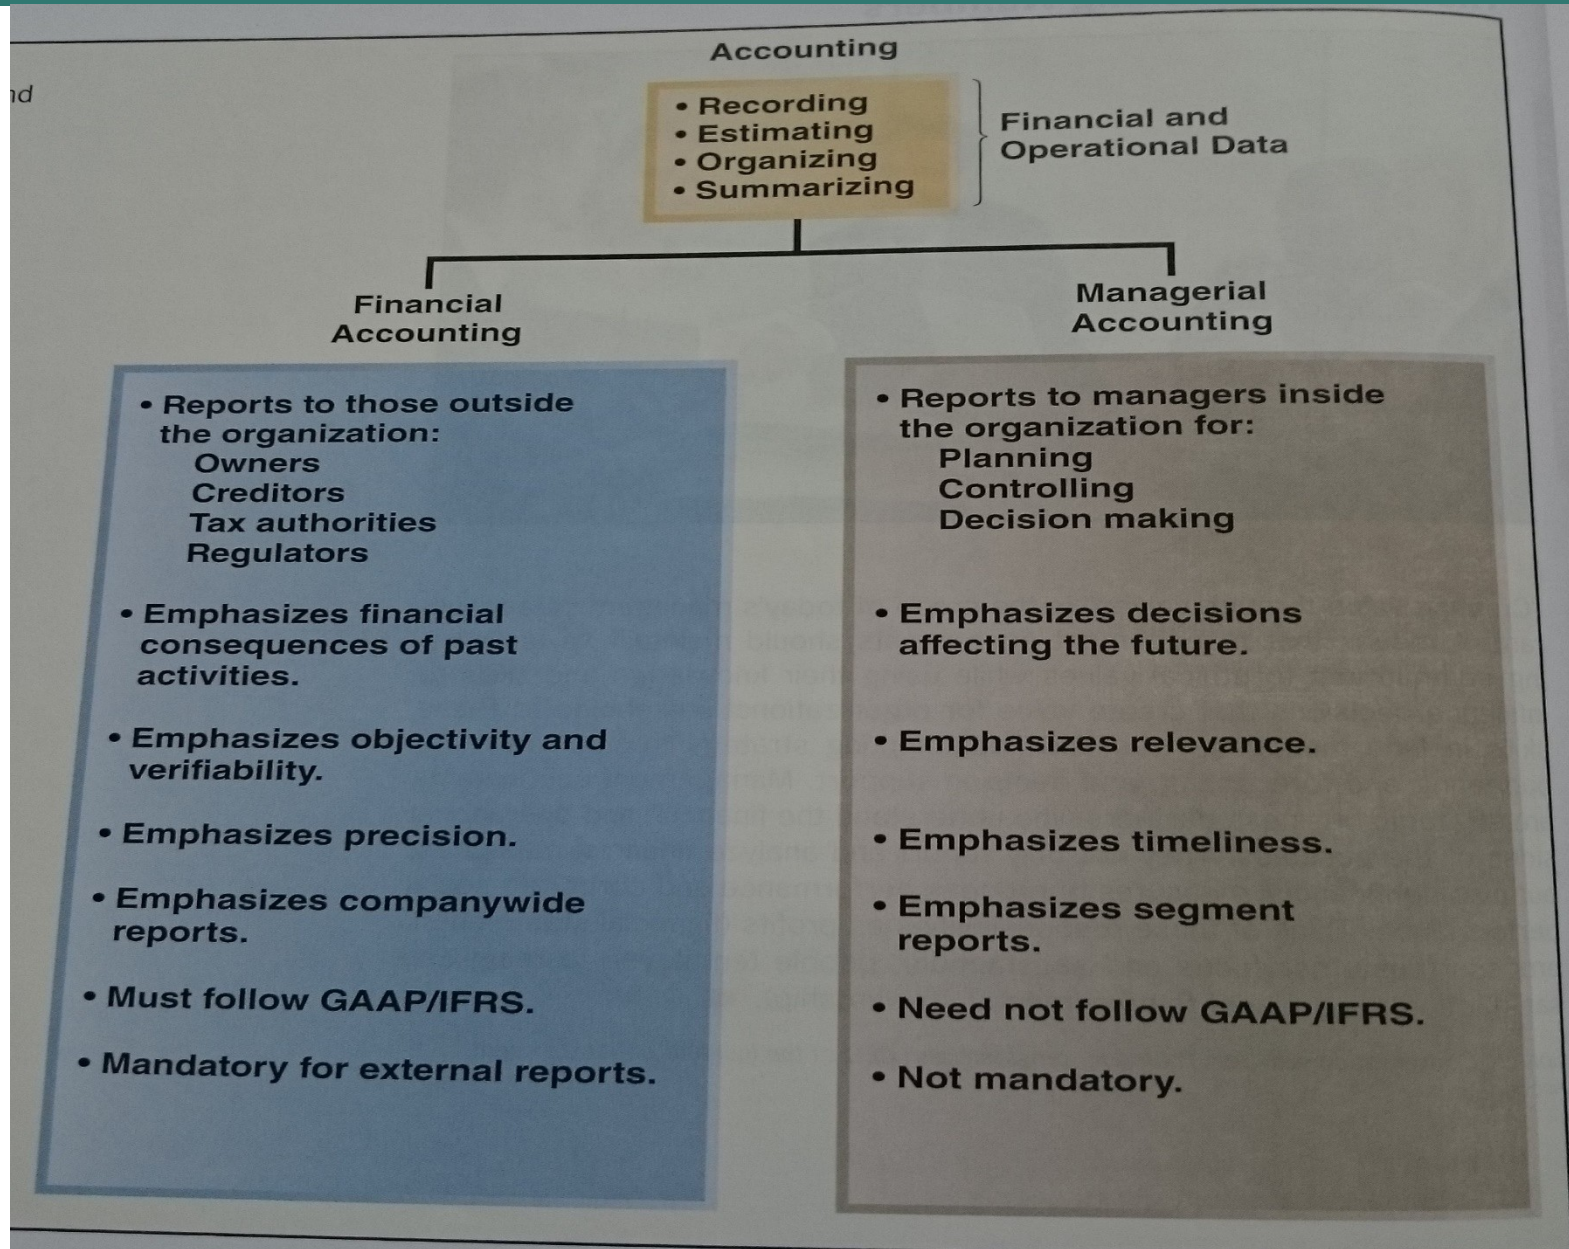 Accounting
• Recording
• Estimating
• Organizing
• Summarizing
Financial and
Operational Data
Financial
Accounting
• Reports to those outside
the organization:
Owners
Creditors
Tax authorities
Regulators
• Emphasizes financial
consequences of past
activities.
• Emphasizes objectivity and
verifiability.
• Emphasizes precision.
• Emphasizes companywide
reports.
• Must follow GAAP/IFRS.
• Mandatory for external reports.
Managerial
Accounting
• Reports to managers inside
the organization for:
Planning
Controlling
Decision making
• Emphasizes decisions
affecting the future.
• Emphasizes relevance.
• Emphasizes timeliness.
• Emphasizes segment
reports.
• Need not follow GAAP/IFRS.
• Not mandatory.